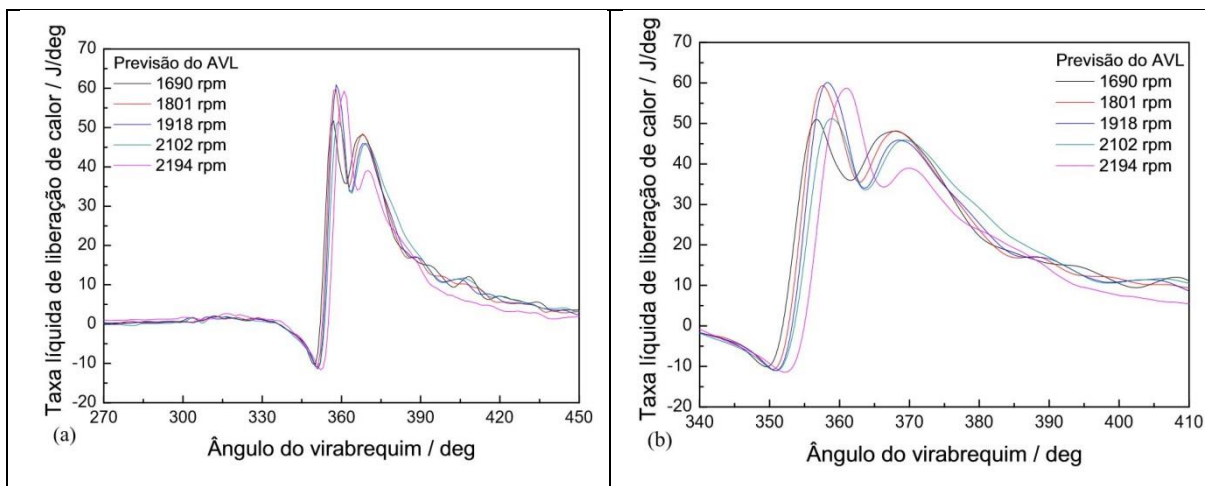 Taxa líquida de liberação de calor / J/deg
70
60
50
40
30
20
10
0
-10
-20
Previsão do AVL
1690 rpm
1801 rpm
1918 rpm
2102 rpm
2194 rpm
270 300 330 360 390 420 450
(a)
Ângulo do virabrequim / deg
Taxa líquida de liberação de calor / J/deg
70
60
50
40
30
20
10
0
-10
-20
Previsão do AVL
1690 rpm
1801 rpm
1918 rpm
2102 rpm
2194 rpm
340 350 360 370 380 390 400 410
(b)
Ângulo do virabrequim / deg